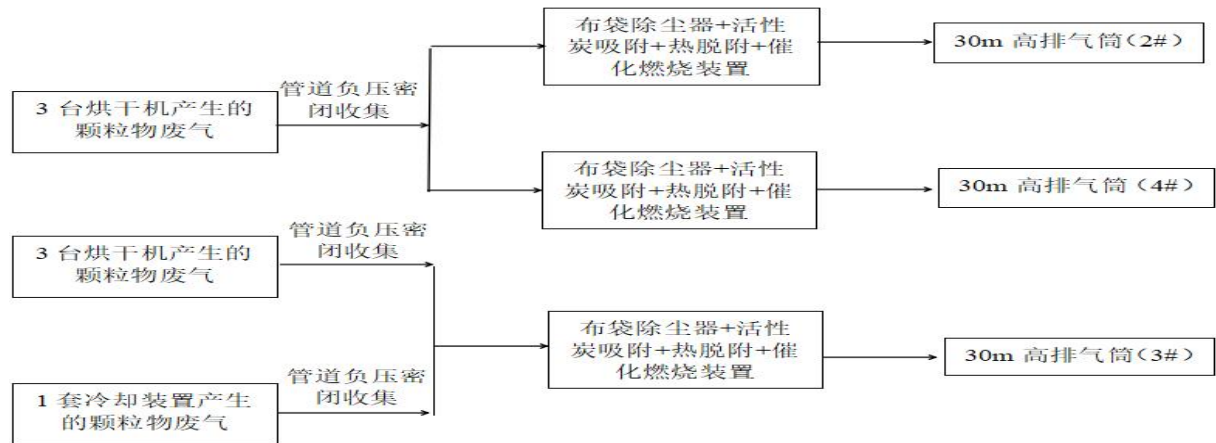 布袋除尘器+活性
炭吸附+热脱附+催
化燃烧装置
30m 高排气筒(2#)
管道负压密
闭收集
3 台烘干机产生的
颗粒物废气
布袋除尘器+活性
炭吸附+热脱附+催
化燃烧装置
30m 高排气筒(4#)
管道负压密
闭收集
3 台烘干机产生的
颗粒物废气
布袋除尘器+活性
炭吸附+热脱附+催
化燃烧装置
30m 高排气筒(3#)
管道负压密
闭收集
1 套冷却装置产生
的颗粒物废气